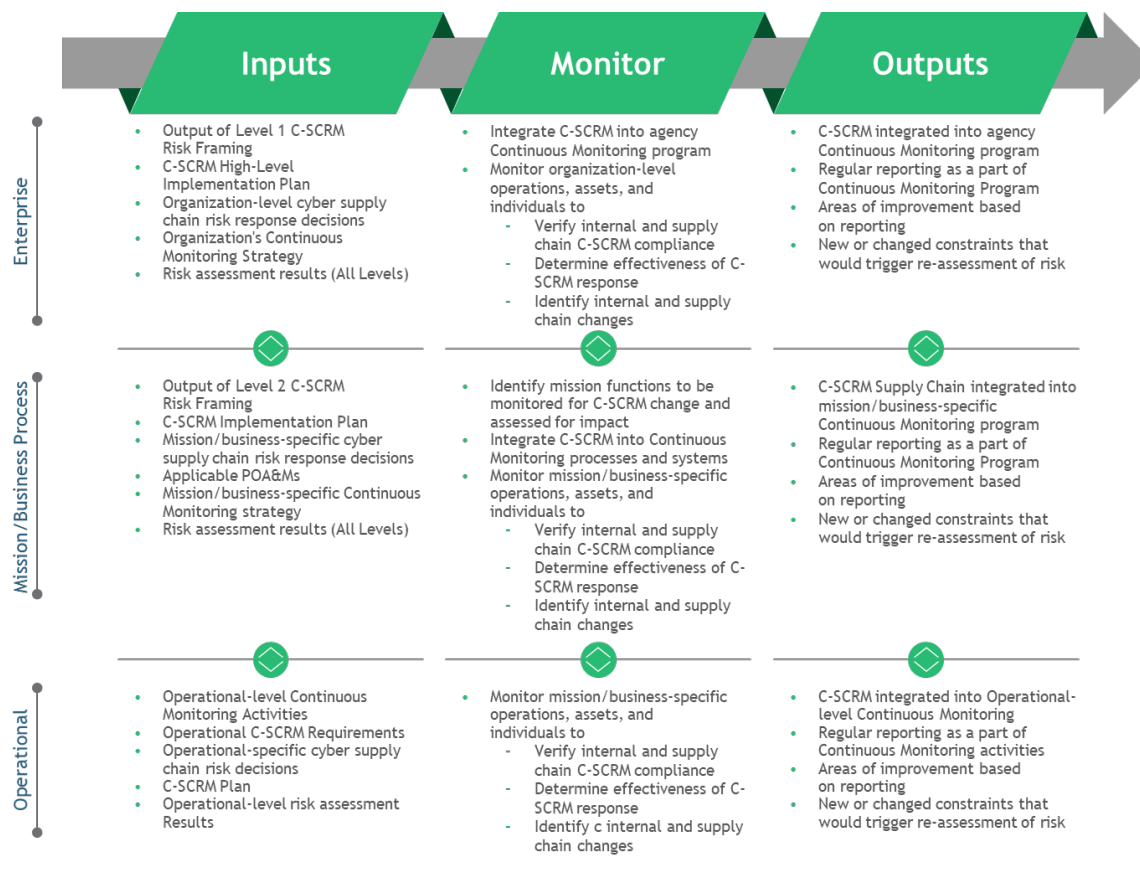 Inputs
Monitor
Outputs
Enterprise
• Output of Level 1 C-SCRM
Risk Framing
• C-SCRM High-Level
Implementation Plan
• Organization-level cyber supply
chain risk response decisions
• Organization's Continuous
Monitoring Strategy
• Risk assessment results (All Levels)
• Integrate C-SCRM into agency
Continuous Monitoring program
• Monitor organization-level
operations, assets, and
individuals to
- Verify internal and supply
chain C-SCRM compliance
- Determine effectiveness of C-
SCRM response
- Identify internal and supply
chain changes
• C-SCRM integrated into agency
Continuous Monitoring program
• Regular reporting as a part of
Continuous Monitoring Program
• Areas of improvement based
on reporting
• New or changed constraints that
would trigger re-assessment of risk
Mission/Business Process
• Output of Level 2 C-SCRM
Risk Framing
• C-SCRM Implementation Plan
• Mission/business-specific cyber
supply chain risk response decisions
• Applicable POA&Ms
• Mission/business-specific Continuous
Monitoring strategy
• Risk assessment results (All Levels)
• Identify mission functions to be
monitored for C-SCRM change and
assessed for impact
• Integrate C-SCRM into Continuous
Monitoring processes and systems
• Monitor mission/business-specific
operations, assets, and
individuals to
- Verify internal and supply
chain C-SCRM compliance
- Determine effectiveness of C-
SCRM response
- Identify internal and supply
chain changes
• C-SCRM Supply Chain integrated into
mission/business-specific
Continuous Monitoring program
• Regular reporting as a part of
Continuous Monitoring Program
• Areas of improvement based
on reporting
• New or changed constraints that
would trigger re-assessment of risk
Operational
• Operational-level Continuous
Monitoring Activities
• Operational C-SCRM Requirements
• Operational-specific cyber supply
chain risk decisions
• C-SCRM Plan
• Operational-level risk assessment
Results
• Monitor mission/business-specific
operations, assets, and
individuals to
- Verify internal and supply
chain C-SCRM compliance
- Determine effectiveness of C-
SCRM response
- Identify c internal and supply
chain changes
• C-SCRM integrated into Operational-
level Continuous Monitoring
• Regular reporting as a part of
Continuous Monitoring activities
• Areas of improvement based
on reporting
• New or changed constraints that
would trigger re-assessment of risk